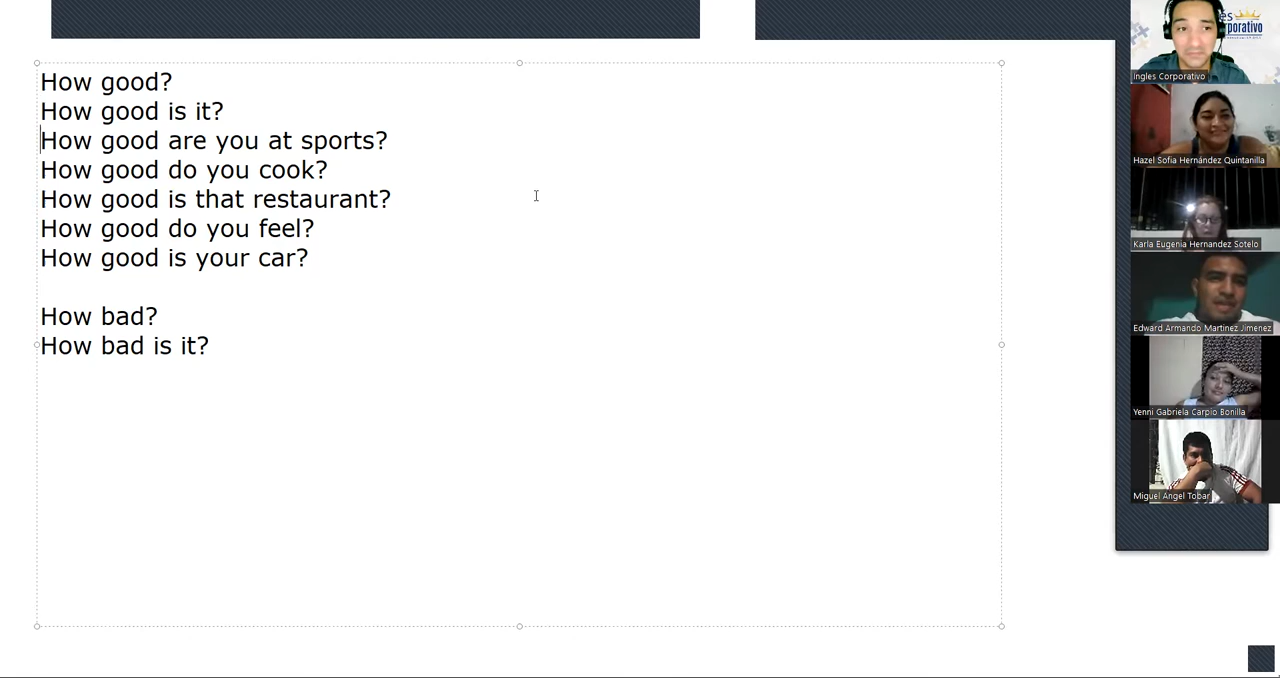 How good?
How good is it?
How good are you at sports?
How good do you cook?
How good is that restaurant?
How good do you feel?
How good is your car?
How bad?
How bad is it?
Ingles Corporativo
Hazel Sofia Hernández Quintanilla
Karla Eugenia Hernandez Sotelo
Edward Armando Martinez Jimenez
Yenni Gabriela Carpio Bonilla
Miguel Angel Tobar